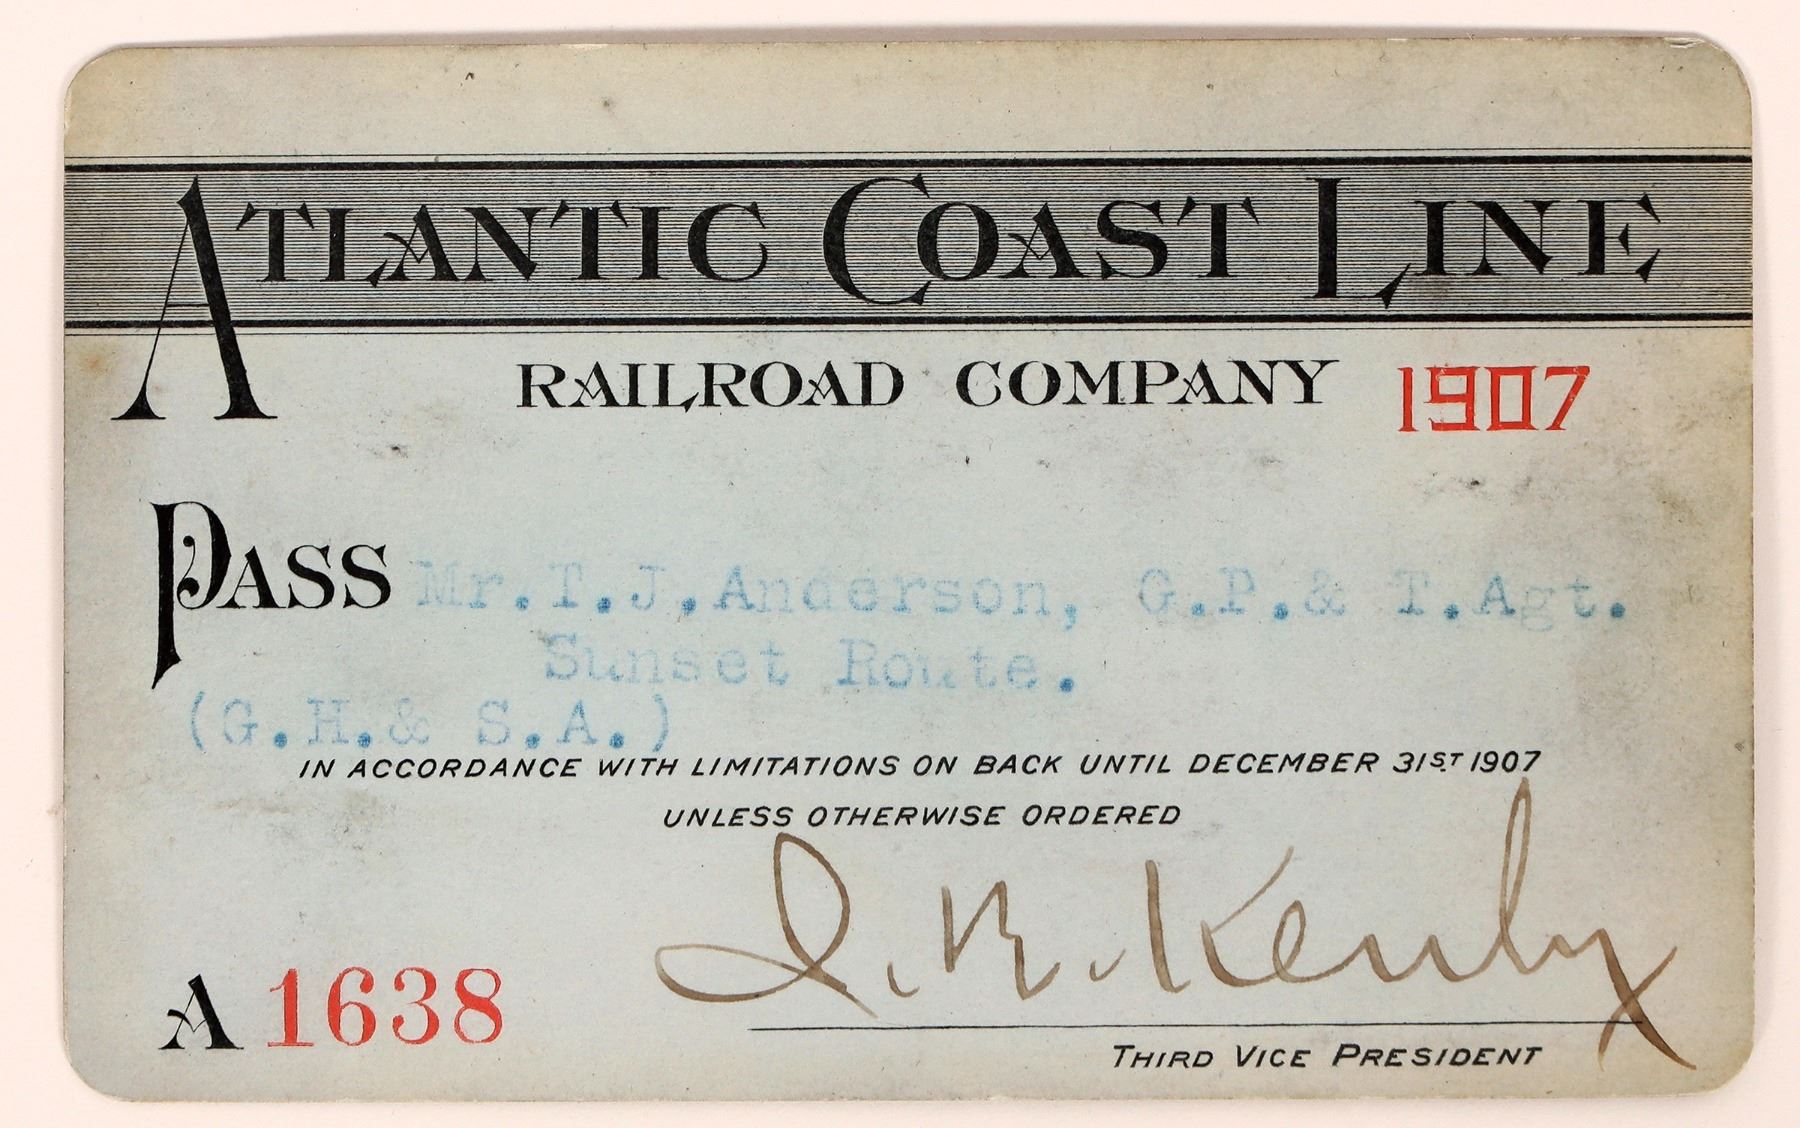 ATLANTIC COAST LINE
RAILROAD COMPANY 1907
PASS Mr. T.J.Anderson, G.P.& T.Agt.
Sunset Route.
(G.H.& S.A.)
IN ACCORDANCE WITH LIMITATIONS ON BACK UNTIL DECEMBER 31ST 1907
UNLESS OTHERWISE ORDERED
R. Kenly
A 1638
THIRD VICE PRESIDENT